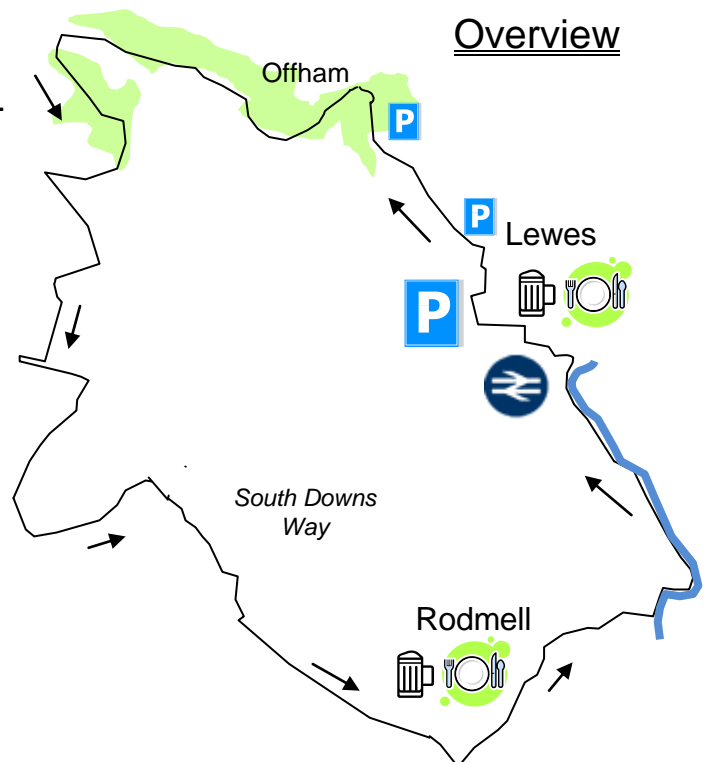 Overview
Offham
P
P
Lewes
P
South Downs
Way
Rodmell